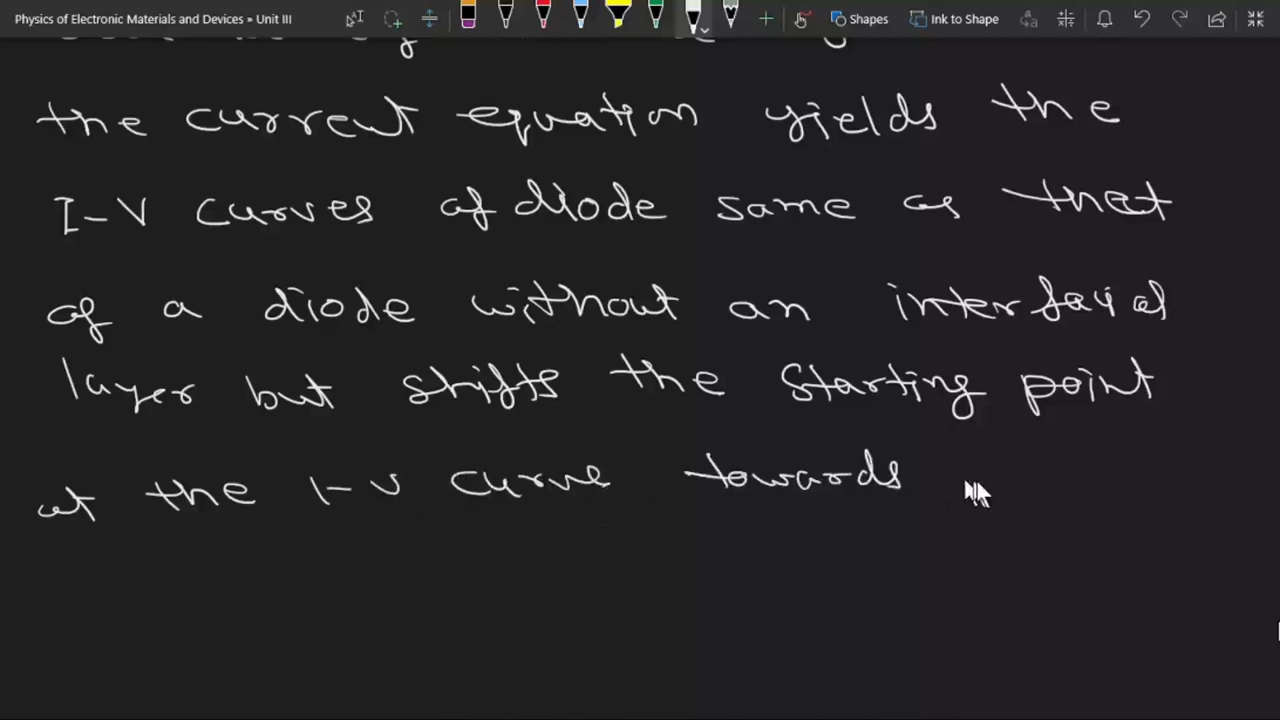 Physics of Electronic Materials and Devices » Unit III
Shapes
Ink to Shape
the current equation yields the
I-V curves of diode same as that
of a diode without an interfacial
layer but shifts the starting point
at the I-V curve towards